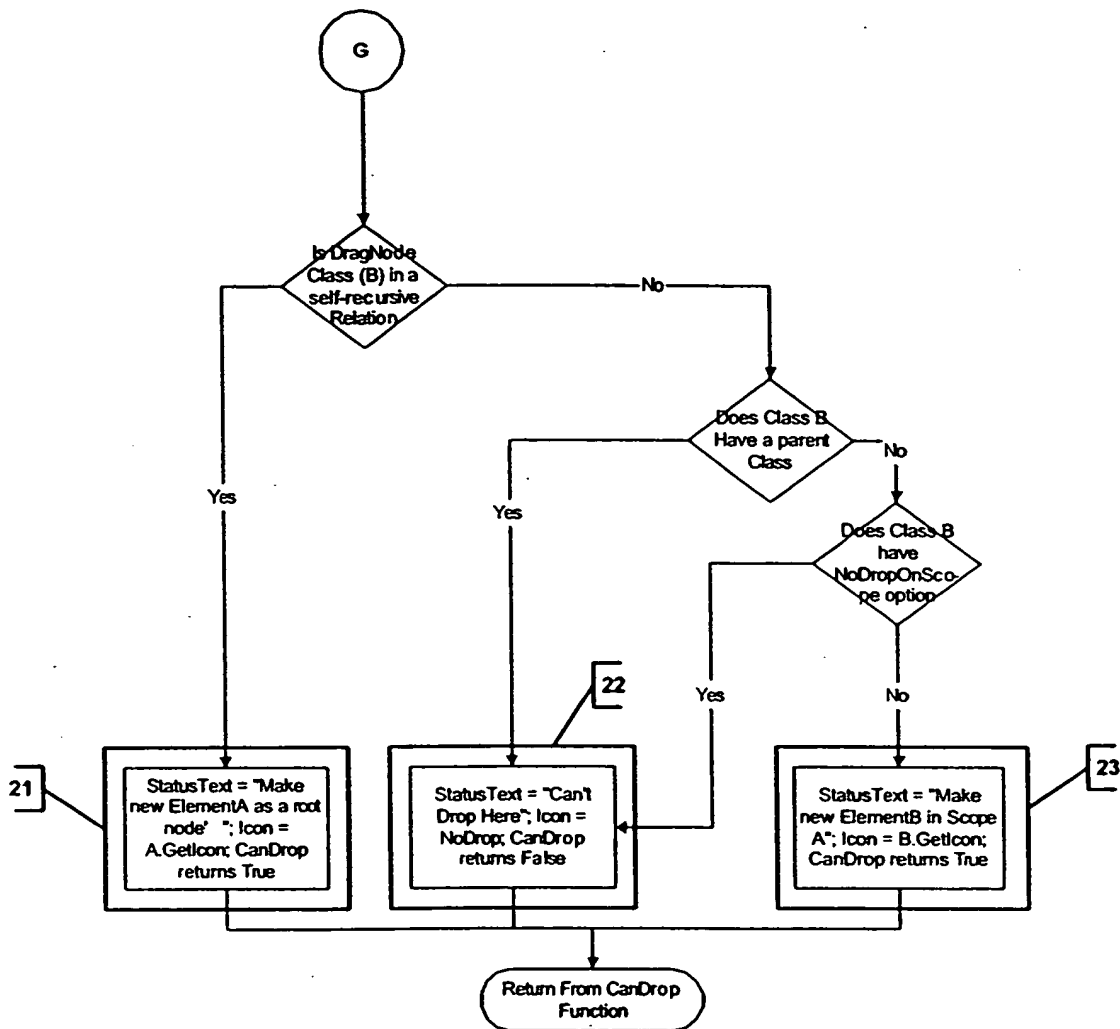 G
Is DragNode
Class (B) in a
self-recursive
Relation
No
Does Class B
Have a parent
Class
No
Yes
Yes
Does Class B
have
NoDropOnSco-
pe option
Yes
No
22
21
23
StatusText = "Make
new ElementA as a root
node' "; Icon =
A.GetIcon; CanDrop
returns True
StatusText = "Can't
Drop Here"; Icon =
NoDrop; CanDrop
returns False
StatusText = "Make
new ElementB in Scope
A"; Icon = B.GetIcon;
CanDrop returns True
Return From CanDrop
Function